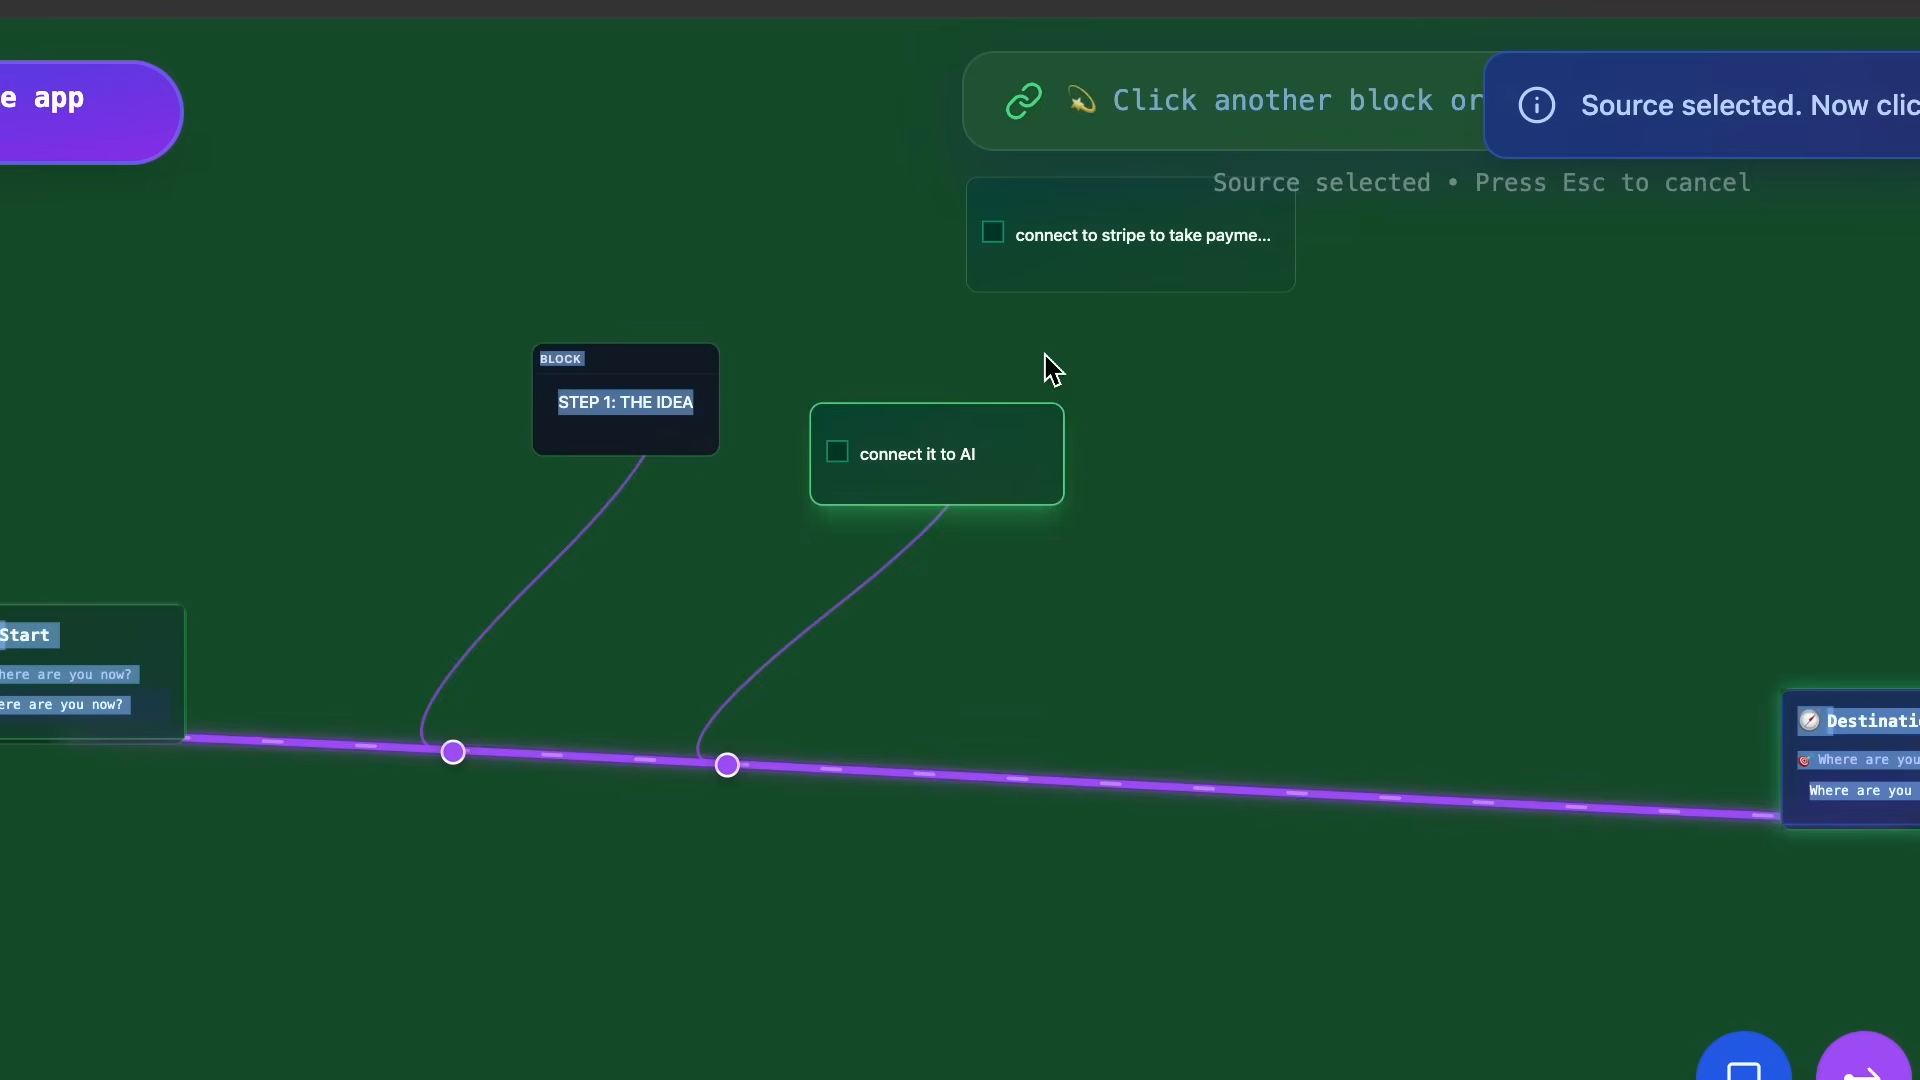 e app
💫 Click another block or
Source selected. Now clic
Source selected • Press Esc to cancel
connect to stripe to take payme...
BLOCK
STEP 1: THE IDEA
connect it to AI
Start
here are you now?
ere are you now?
🧭 Destinati
🎯 Where are you
Where are you